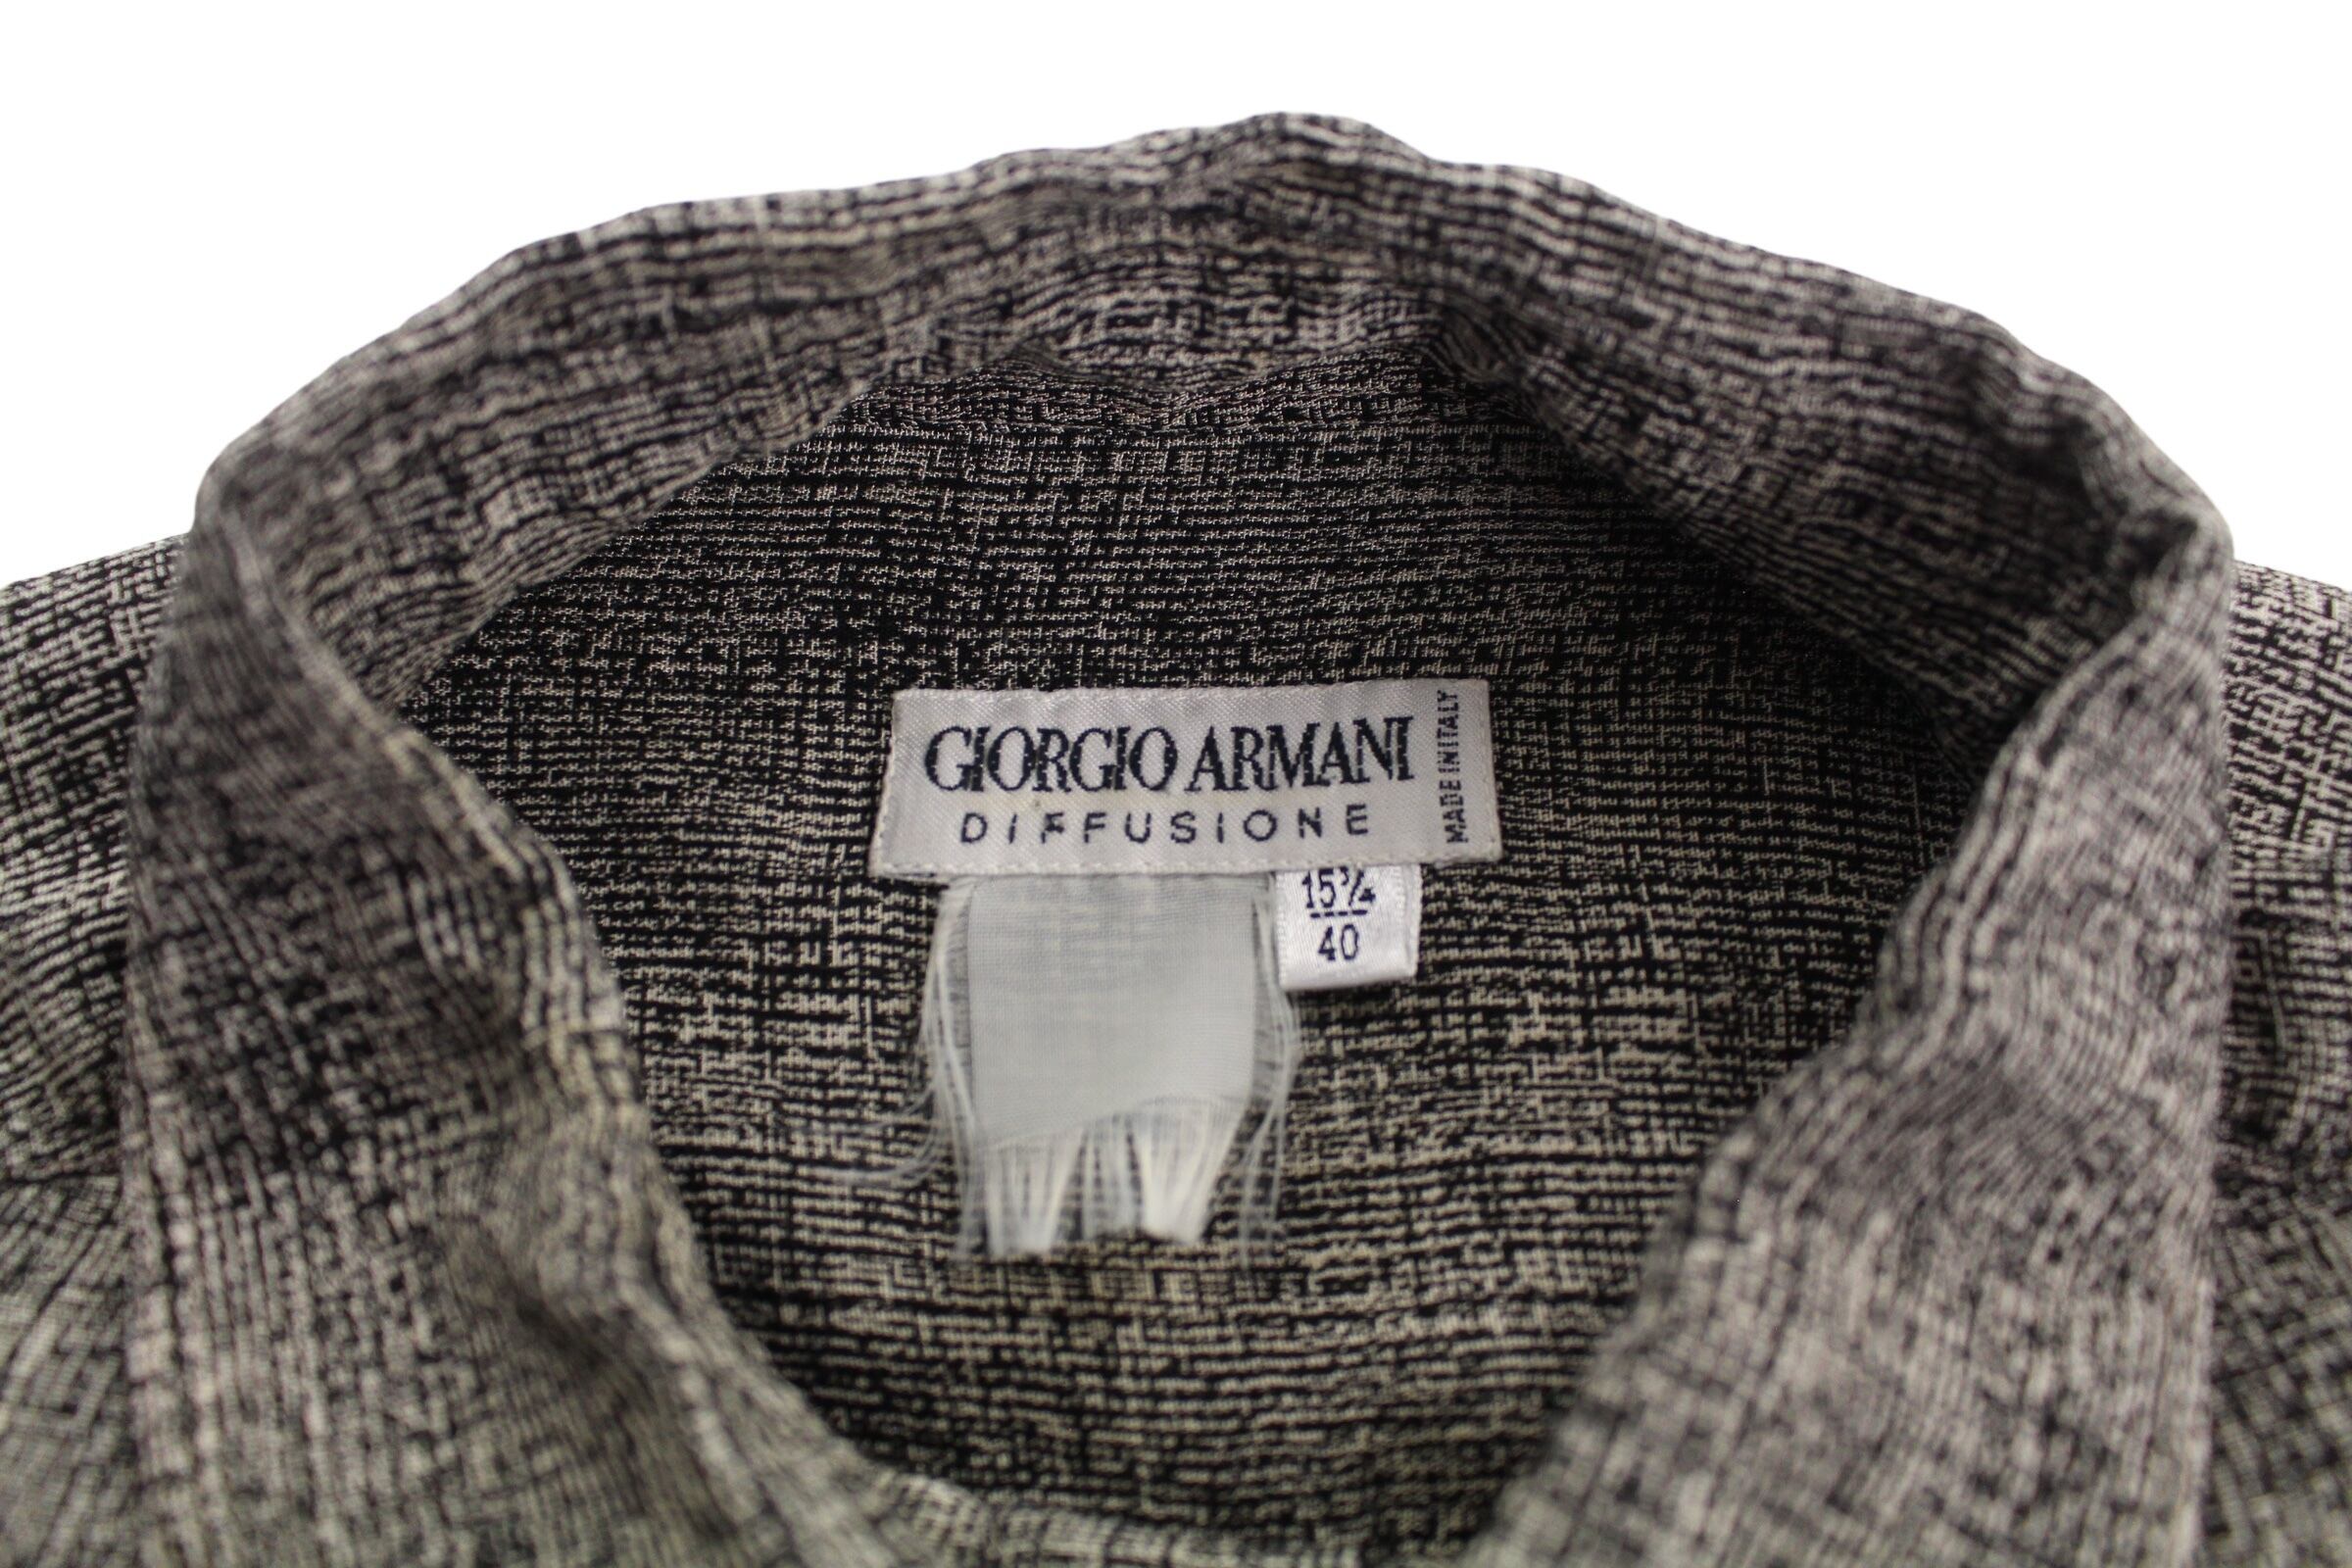 GIORGIO ARMANI
DIFFUSIONE
MADE IN ITALY
15¾
40